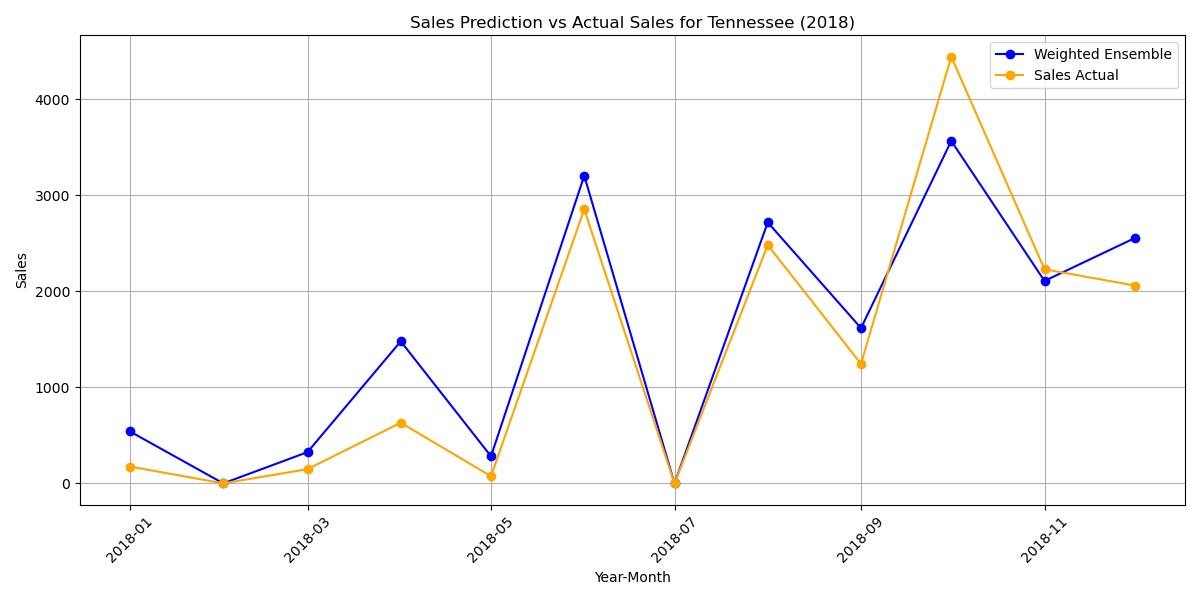 Sales Prediction vs Actual Sales for Tennessee (2018)
Weighted Ensemble
Sales Actual
Sales
4000
3000
2000
1000
0
2018-01
2018-03
2018-05
2018-07
2018-09
2018-11
Year-Month